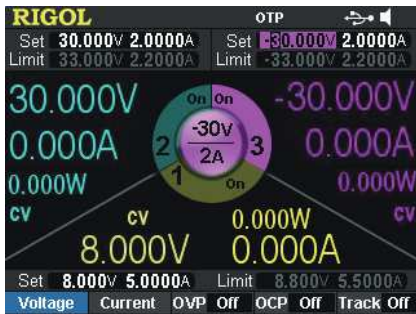 RIGOL OTP
Set 30.000V 2.0000A Set -30.000V 2.0000A
Limit 33.000V 2.2000A Limit -33.000V 2.2000A
30.000V On On -30.000V
0.000A 2 -30V 2A 3 0.000A
0.000W 1 On 0.000W
CV CV 0.000W CV
8.000V 0.000A
Set 8.000V 5.0000A Limit 8.800V 5.5000A
Voltage Current OVP Off OCP Off Track Off